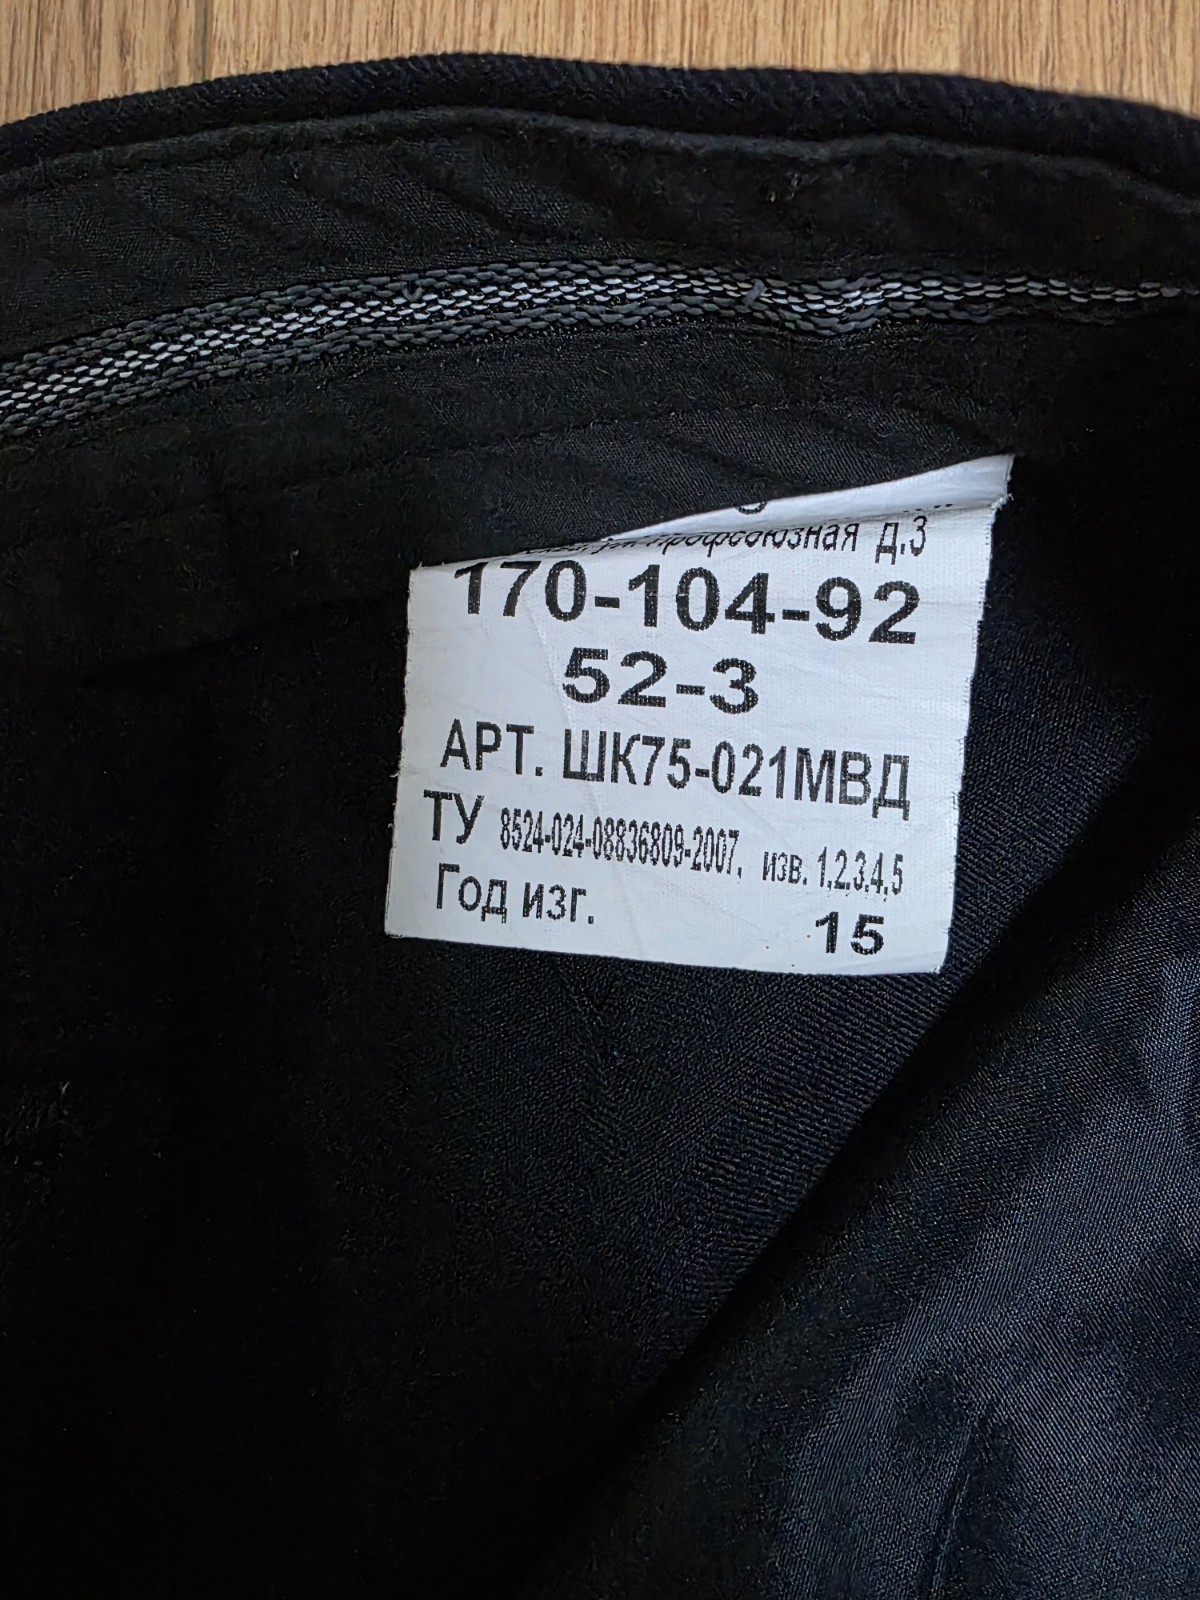 Профсоюзная д.3
170-104-92
52-3
АРТ. ШК75-021МВД
ТУ 8524-024-08836809-2007, изв. 1,2,3,4,5
Год изг. 15